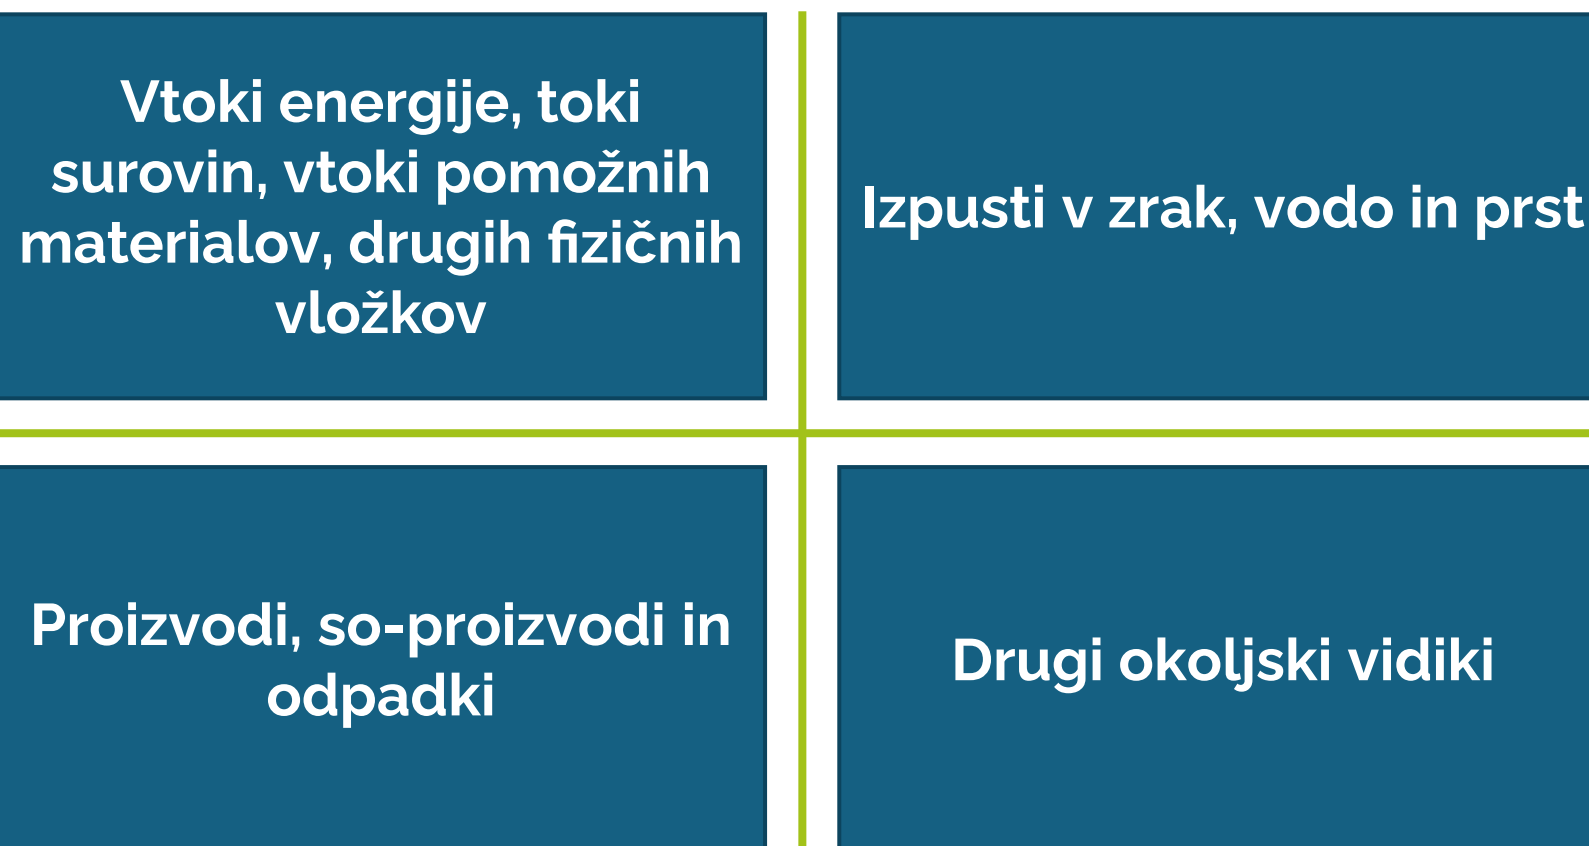 Vtoki energije, toki
surovin, vtoki pomožnih
materialov, drugih fizičnih
vložkov
Izpusti v zrak, vodo in prst
Proizvodi, so-proizvodi in
odpadki
Drugi okoljski vidiki